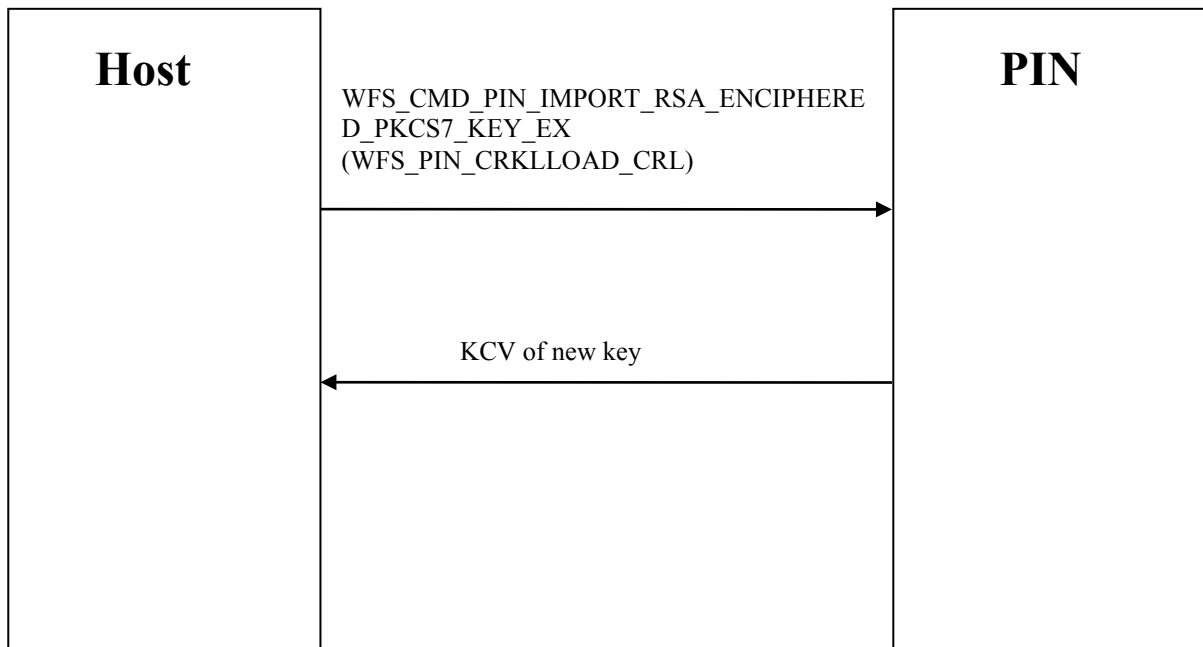 Host
PIN
WFS_CMD_PIN_IMPORT_RSA_ENCIPHERE
D_PKCS7_KEY_EX
(WFS_PIN_CRKLLOAD_CRL)
KCV of new key